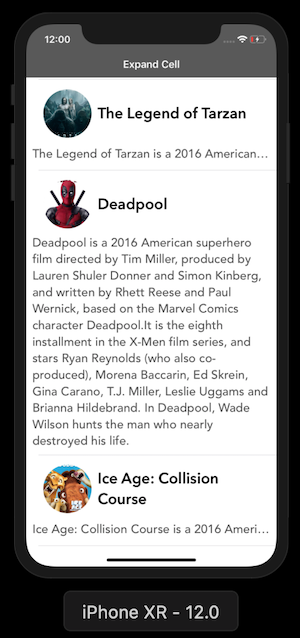 12:00
Expand Cell
The Legend of Tarzan
The Legend of Tarzan is a 2016 American…
Deadpool
Deadpool is a 2016 American superhero
film directed by Tim Miller, produced by
Lauren Shuler Donner and Simon Kinberg,
and written by Rhett Reese and Paul
Wernick, based on the Marvel Comics
character Deadpool.It is the eighth
installment in the X-Men film series, and
stars Ryan Reynolds (who also co-
produced), Morena Baccarin, Ed Skrein,
Gina Carano, T.J. Miller, Leslie Uggams and
Brianna Hildebrand. In Deadpool, Wade
Wilson hunts the man who nearly
destroyed his life.
Ice Age: Collision
Course
Ice Age: Collision Course is a 2016 Ameri…
iPhone XR - 12.0